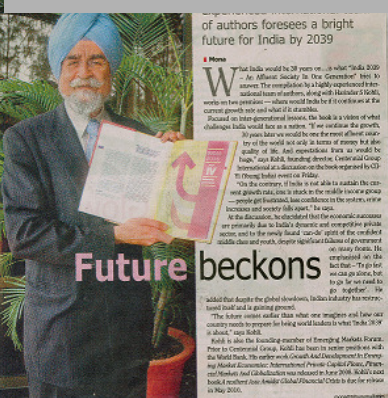 of authors foresees a bright
future for India by 2039
Mona
What India would be 30 years on... is what "India 2039
– An Affluent Society In One Generation" tries to
answer. The compilation by a highly experienced inter-
national team of authors, along with Harinder S Kohli,
works on two premises — where would India be if it continues at the
current growth rate and what if it stumbles.
Focused on inter-generational lessons, the book is a vision of what
challenges India would face as a nation. "If we continue the growth,
30 years later we would be one the most affluent coun-
try of the world not only in terms of money but also
quality of life. And expectations from us would be
huge," says Kohli, founding director, Centennial Group
International at a discussion on the book organised by CD-
Yi (Young India) event on Friday.
"On the contrary, if India is not able to sustain the cur-
rent growth rate, one is stuck in the middle income group
— people get frustrated, lose confidence in the system, crime
increases and society falls apart," he says.
At the discussion, he elucidated that the economic successes
are primarily due to India's dynamic and competitive private
sector, and to the newly found 'can-do' spirit of the confident
middle class and youth, despite significant failures of government
on many fronts. He
emphasised on the
fact that – 'To go fast
we can go alone, but
to go far we need to
go together'. He
Future beckons
added that despite the global slowdown, Indian industry has restruc-
tured itself and is gaining ground.
"The future comes earlier than what one imagines and how our
country needs to prepare for being world leaders is what 'India 2039'
is about," says Kohli.
Kohli is also the founding-member of Emerging Markets Forum.
Prior to Centennial Group, Kohli has been in senior positions with
the World Bank. His earlier work Growth And Development In Emerg-
ing Market Economies: International Private Capital Flows, Finan-
cial Markets And Globalization was released in June 2008. Kohli's next
book A resilient Asia Amidst Global Financial Crisis is due for release
in May 2010.